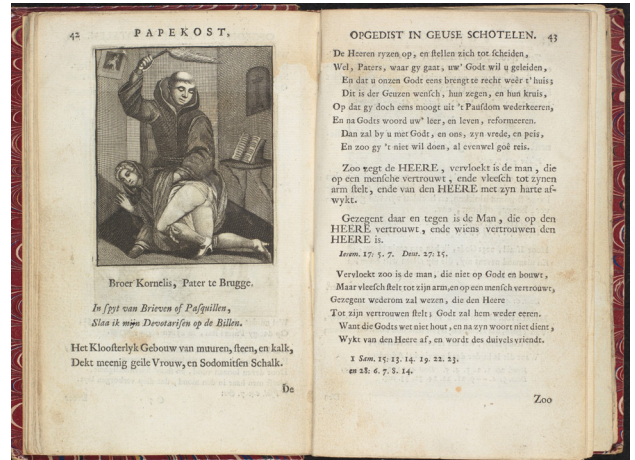 42 PAPEKOST,
Broer Kornelis, Pater te Brugge.
In spyt van Brieven of Pasquillen,
Slaa ik mijn Devotarisen op de Billen.
Het Kloosterlyk Gebouw van muuren, steen, en kalk,
Dekt meenig geile Vrouw, en Sodomitsen Schalk.
De
OPGEDIST IN GEUSE SCHOTELEN. 43
De Heeren ryzen op, en stellen zich tot scheiden,
Wel, Paters, waar gy gaat, uw' Godt wil u geleiden,
En dat u onzen Godt eens brengt te recht weêr t'huis;
Dit is der Geuzen wensch, hun zegen, en hun kruis,
Op dat gy doch eens moogt uit 't Pausdom wederkeeren,
En na Godts woord uw' leer, en leven, reformeeren.
Dan zal by u met Godt, en ons, zyn vrede, en peis,
En zoo gy 't niet wil doen, al evenwel goê reis.
Zoo zegt de HEERE, vervloekt is de man, die
op een mensche vertrouwt, ende vleesch tot zynen
arm stelt, ende van den HEERE met zyn harte af-
wykt.
Gezegent daar en tegen is de Man, die op den
HEERE vertrouwt, ende wiens vertrouwen den
HEERE is.
Jerem. 17: 5. 7. Deut. 27: 15.
Vervloekt zoo is de man, die niet op Godt en bouwt,
Maar vleesch stelt tot zijn arm, en op een mensch vertrouwt,
Gezegent wederom zal wezen, die den Heere
Tot zijn vertrouwen stelt; Godt zal hem weder eeren.
Want die Godts wet niet hout, en na zyn woort niet dient,
Wykt van den Heere af, en wordt des duivels vriendt.
1 Sam. 15: 13. 14. 19. 22. 23.
en 28: 6. 7. 8. 14.
Zoo